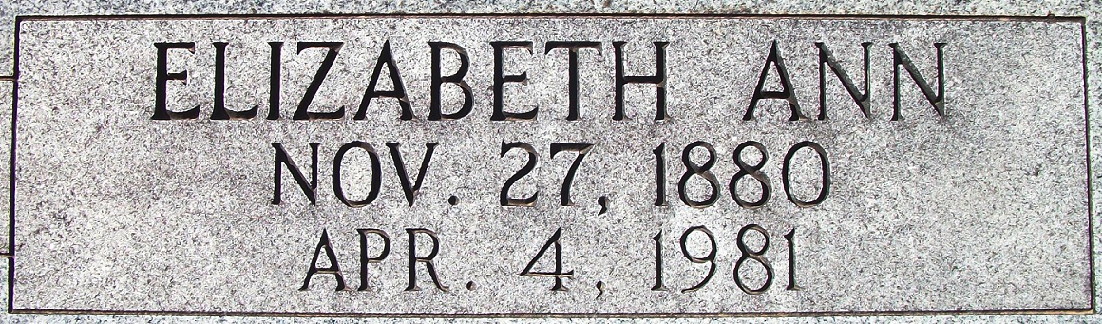 ELIZABETH ANN
NOV. 27, 1880
APR. 4, 1981